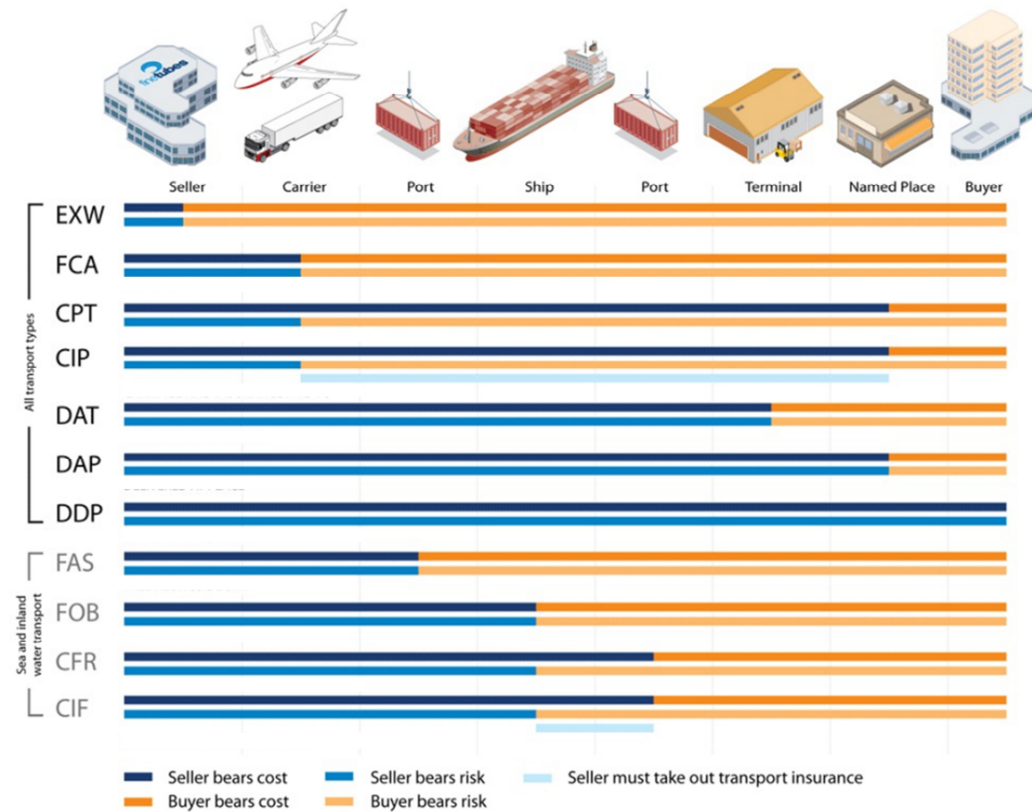 finetubes
Seller Carrier Port Ship Port Terminal Named Place Buyer
All transport types
EXW
FCA
CPT
CIP
DAT
DAP
DDP
Sea and inland
water transport
FAS
FOB
CFR
CIF
Seller bears cost Seller bears risk Seller must take out transport insurance
Buyer bears cost Buyer bears risk